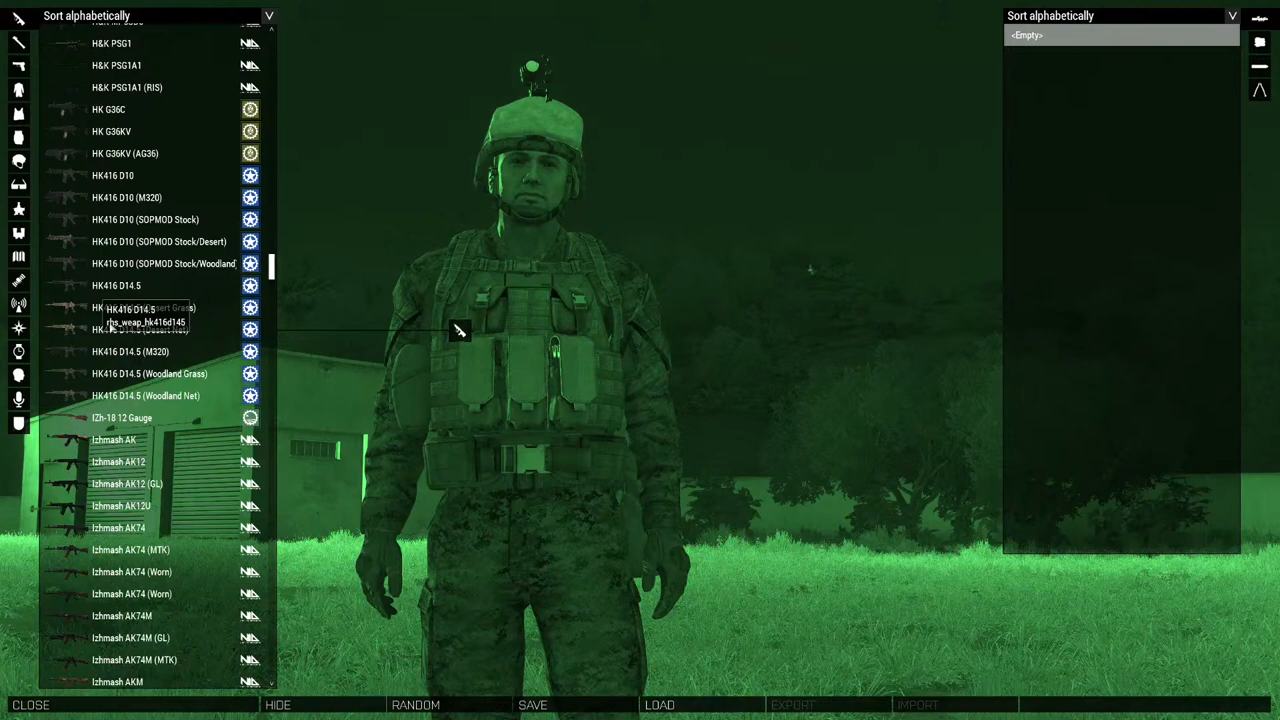 Sort alphabetically
H&K PSG1
H&K PSG1A1
H&K PSG1A1 (RIS)
HK G36C
HK G36KV
HK G36KV (AG36)
HK416 D10
HK416 D10 (M320)
HK416 D10 (SOPMOD Stock)
HK416 D10 (SOPMOD Stock/Desert)
HK416 D10 (SOPMOD Stock/Woodland
HK416 D14.5
HK416 D14.5
rhs_weap_hk416d145
HK416 D14.5 (M320)
HK416 D14.5 (Woodland Grass)
HK416 D14.5 (Woodland Net)
IZh-18 12 Gauge
Izhmash AK
Izhmash AK12
Izhmash AK12 (GL)
Izhmash AK12U
Izhmash AK74
Izhmash AK74 (MTK)
Izhmash AK74 (Worn)
Izhmash AK74 (Worn)
Izhmash AK74M
Izhmash AK74M (GL)
Izhmash AK74M (MTK)
Izhmash AKM
Sort alphabetically
<Empty>
CLOSE
HIDE
RANDOM
SAVE
LOAD
EXPORT
IMPORT